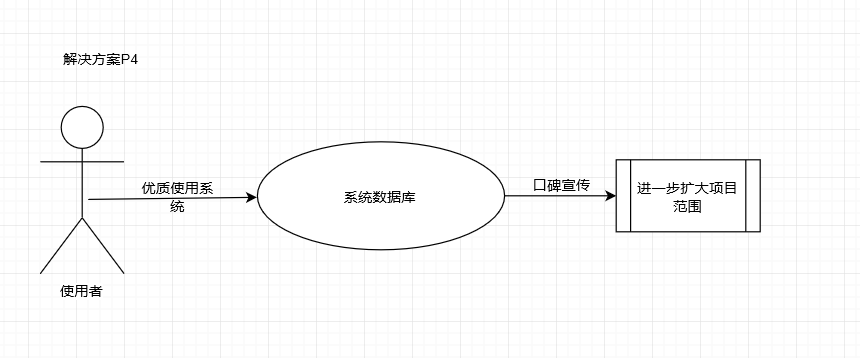 解决方案P4
优质使用系
统
系统数据库
口碑宣传
进一步扩大项目
范围
使用者